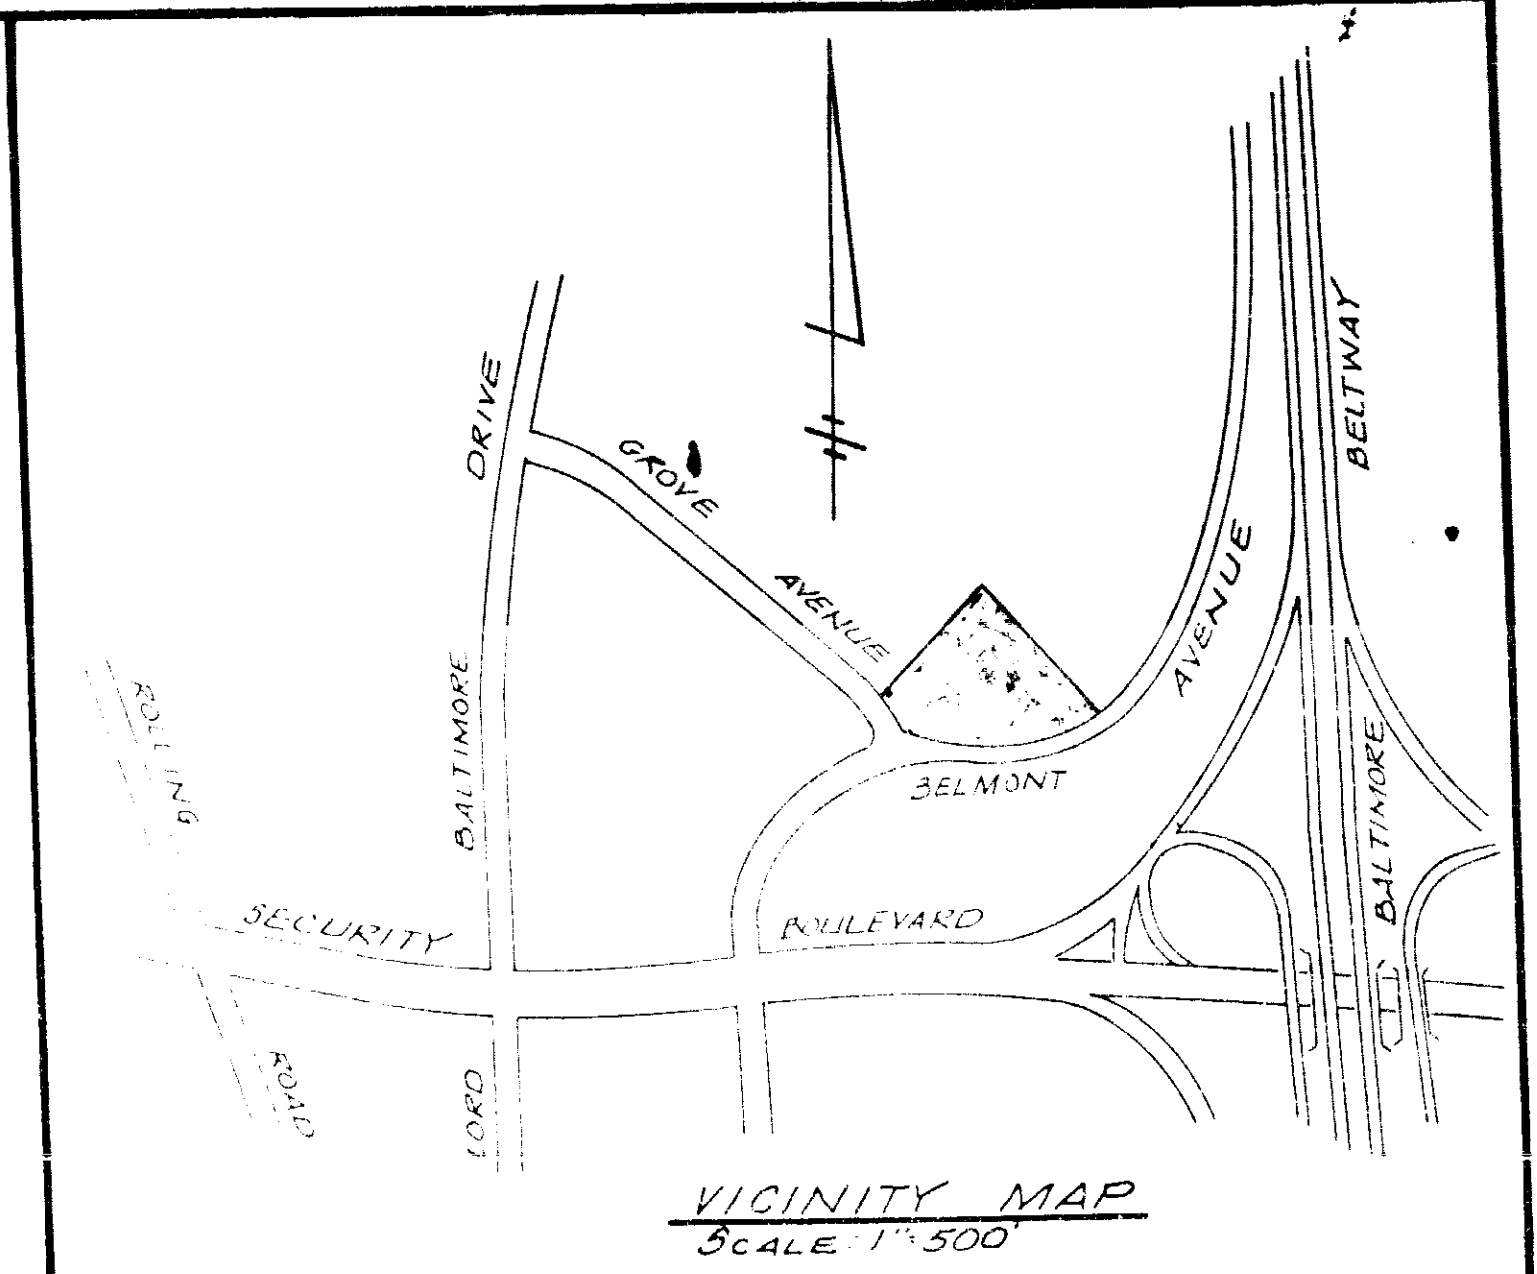 DRIVE
GROVE
AVENUE
BELTWAY
AVENUE
ROLLING
BALTIMORE
BELMONT
BALTIMORE
SECURITY
BOULEVARD
ROAD
LORD
VICINITY MAP
SCALE: 1"=500'